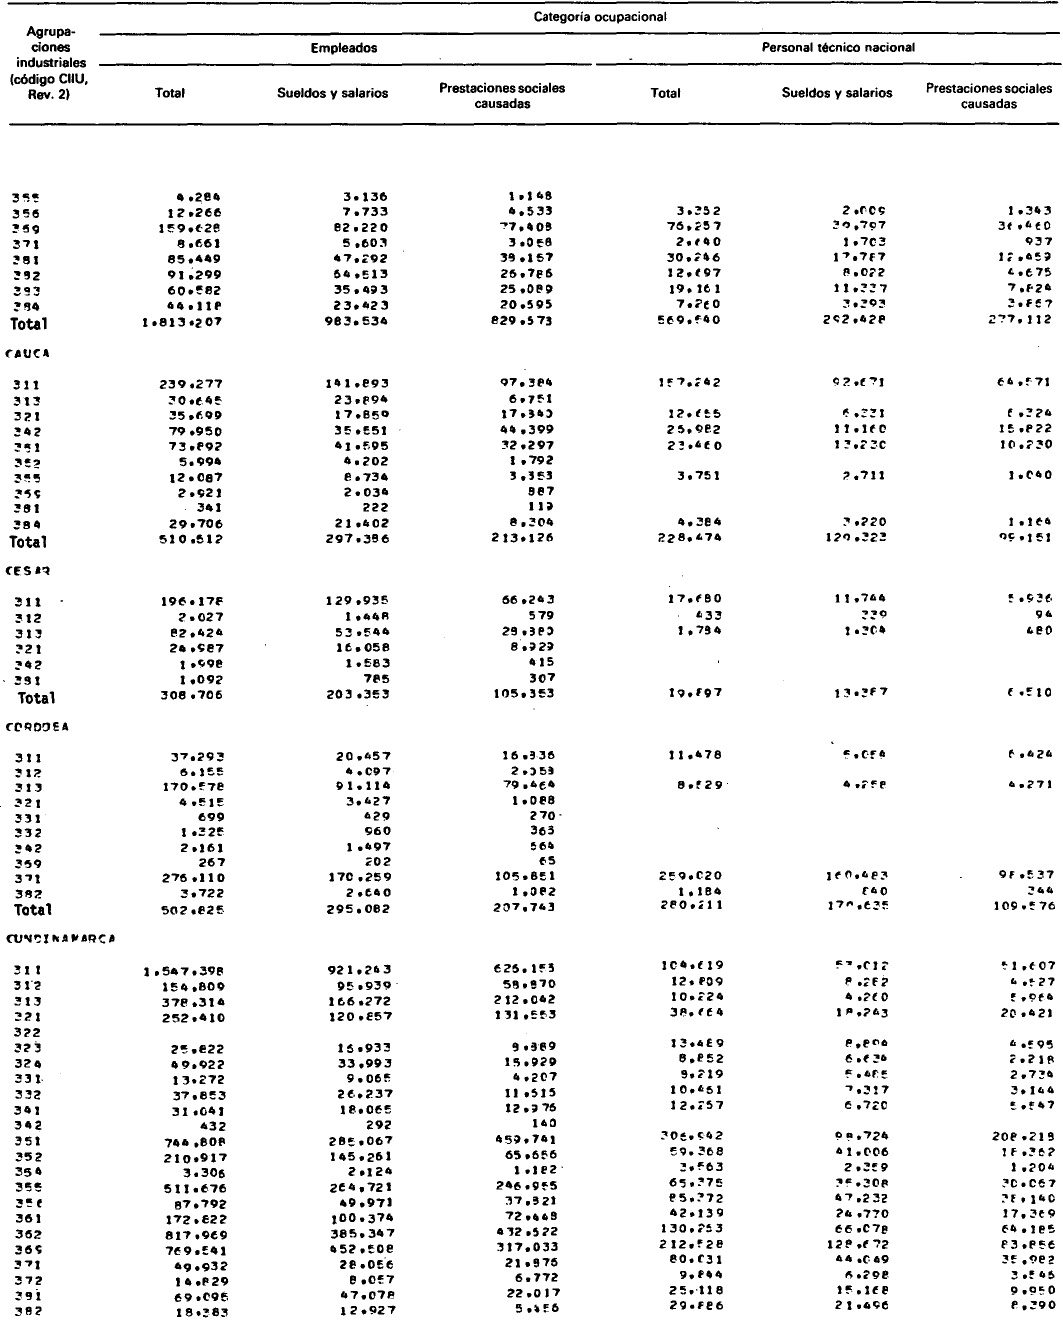 Categoría ocupacional
Agrupa-
ciones
industriales
(código CIIU,
Rev. 2)
Empleados Personal técnico nacional
Total Sueldos y salarios Prestaciones sociales causadas Total Sueldos y salarios Prestaciones sociales causadas
355 4.284 3.136 1.148
356 12.266 7.733 4.533 3.352 2.009 1.343
369 159.628 82.220 77.408 76.257 39.797 36.460
371 8.661 5.603 3.058 2.640 1.703 937
381 85.449 47.292 38.157 30.246 17.787 12.459
382 91.299 64.513 26.786 12.697 8.022 4.675
383 60.582 35.493 25.089 19.161 11.337 7.824
384 44.118 23.423 20.595 7.260 3.393 3.867
Total 1.813.207 983.534 829.573 569.540 292.428 277.112
CAUCA
311 239.277 141.893 97.384 157.242 92.671 64.571
313 30.645 23.894 6.751
321 35.699 17.859 17.840 12.655 6.331 6.324
342 79.950 35.551 44.399 25.982 11.160 15.822
351 73.892 41.595 32.297 23.460 13.230 10.230
352 5.994 4.202 1.792
355 12.087 8.734 3.353 3.751 2.711 1.040
359 2.921 2.034 887
381 341 222 119
384 29.706 21.402 8.304 4.384 3.220 1.164
Total 510.512 297.386 213.126 228.474 129.323 99.151
CESAR
311 196.178 129.935 66.243 17.680 11.744 5.936
312 2.027 1.448 579 433 339 94
313 82.424 53.544 28.380 1.784 1.304 480
321 24.987 16.058 8.929
342 1.998 1.583 415
381 1.092 785 307
Total 308.706 203.353 105.353 19.897 13.387 6.510
CORDOBA
311 37.293 20.457 16.836 11.478 5.054 6.424
312 6.155 4.097 2.058
313 170.578 91.114 79.464 8.529 4.258 4.271
321 4.515 3.427 1.088
331 699 429 270
332 1.325 960 365
342 2.161 1.497 564
369 267 202 65
371 276.110 170.259 105.851 259.020 160.483 98.537
382 3.722 2.640 1.082 1.184 840 344
Total 502.825 295.082 207.743 280.211 170.635 109.576
CUNDINAMARCA
311 1.547.398 921.243 626.155 104.619 53.012 51.607
312 154.809 95.939 58.870 12.809 8.282 4.527
313 378.314 166.272 212.042 10.224 4.260 5.964
321 252.410 120.857 131.553 38.664 18.243 20.421
322
323 25.822 16.933 8.889 13.489 8.894 4.595
324 49.922 33.993 15.929 8.852 6.634 2.218
331 13.272 9.065 4.207 8.219 5.485 2.734
332 37.853 26.237 11.615 10.461 7.317 3.144
341 31.041 18.065 12.976 12.257 6.720 5.547
342 432 292 140
351 744.808 285.067 459.741 306.942 98.724 208.218
352 210.917 145.261 65.656 59.368 41.006 18.362
354 3.306 2.124 1.182 3.563 2.359 1.204
355 511.676 264.721 246.955 65.375 35.308 30.067
356 87.792 49.971 37.821 85.372 47.232 38.140
361 172.822 100.374 72.448 42.139 24.770 17.369
362 817.969 385.347 432.522 130.253 66.078 64.185
369 769.541 452.508 317.033 212.528 128.672 83.856
371 49.932 28.056 21.876 80.031 44.049 35.982
372 14.829 8.057 6.772 9.844 6.298 3.546
381 69.095 47.078 22.017 25.118 15.168 9.950
382 18.383 12.927 5.456 29.886 21.496 8.390